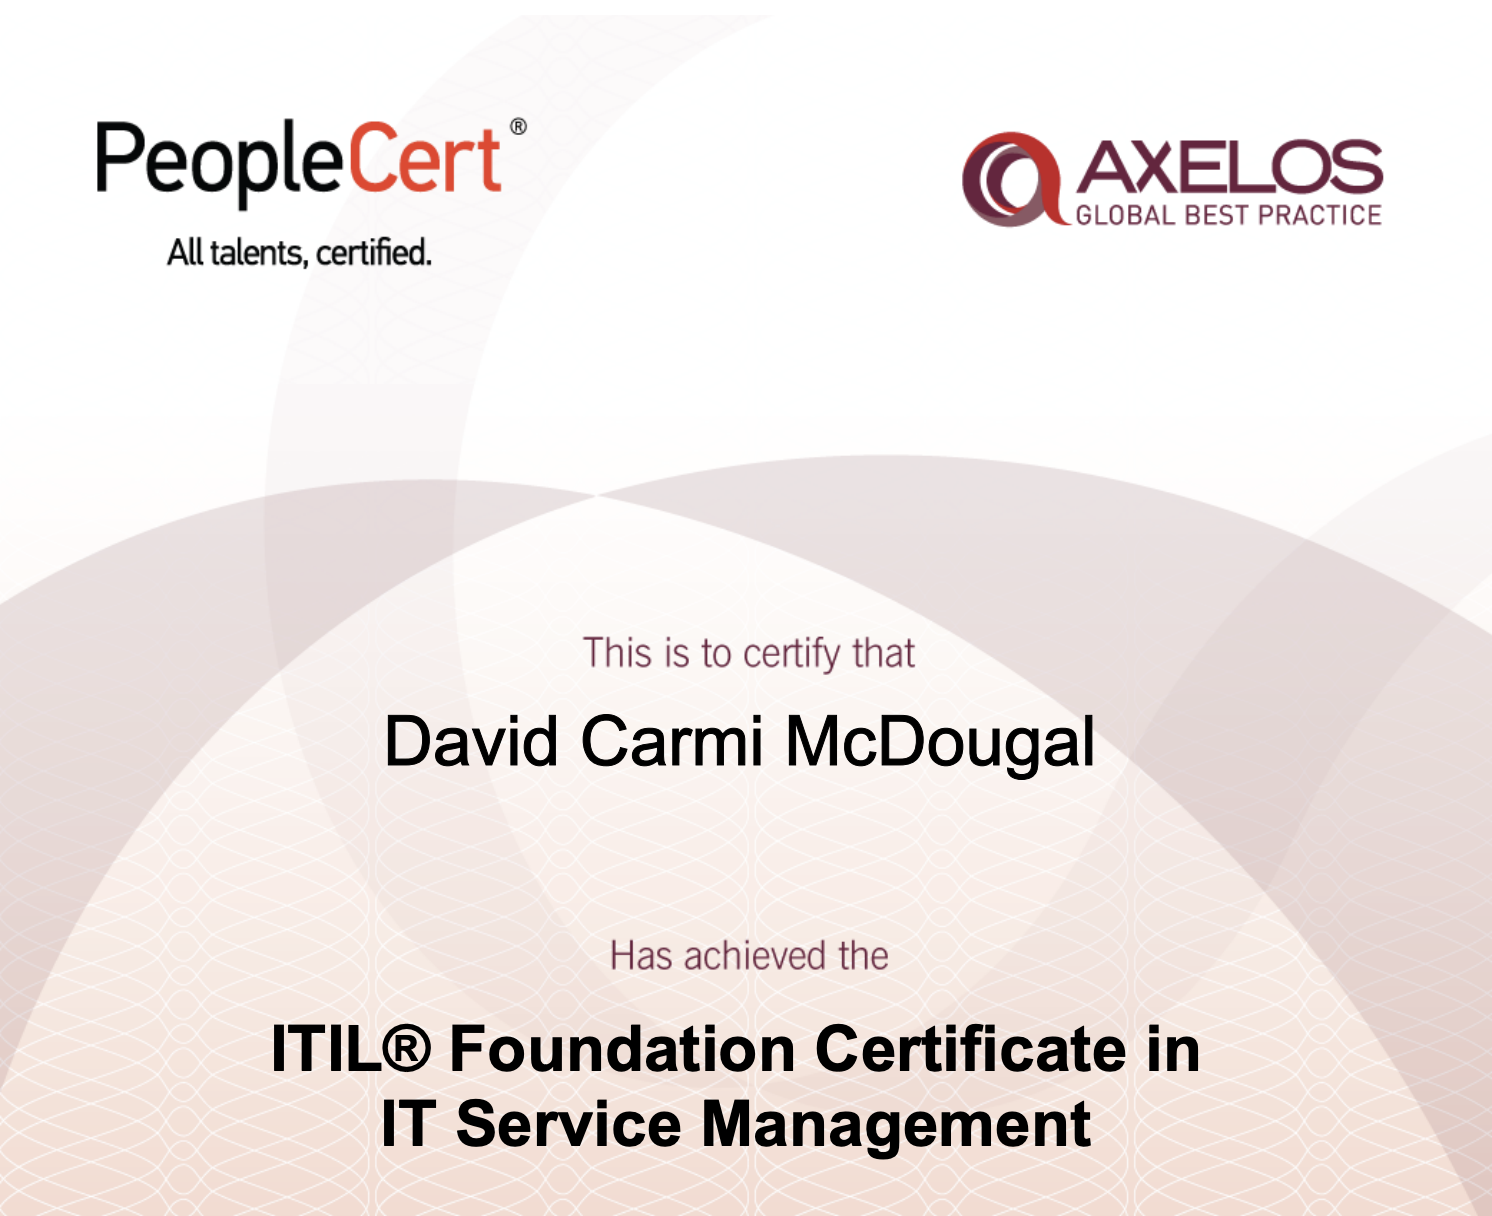 PeopleCert®
All talents, certified.
AXELOS
GLOBAL BEST PRACTICE
This is to certify that
David Carmi McDougal
Has achieved the
ITIL® Foundation Certificate in
IT Service Management